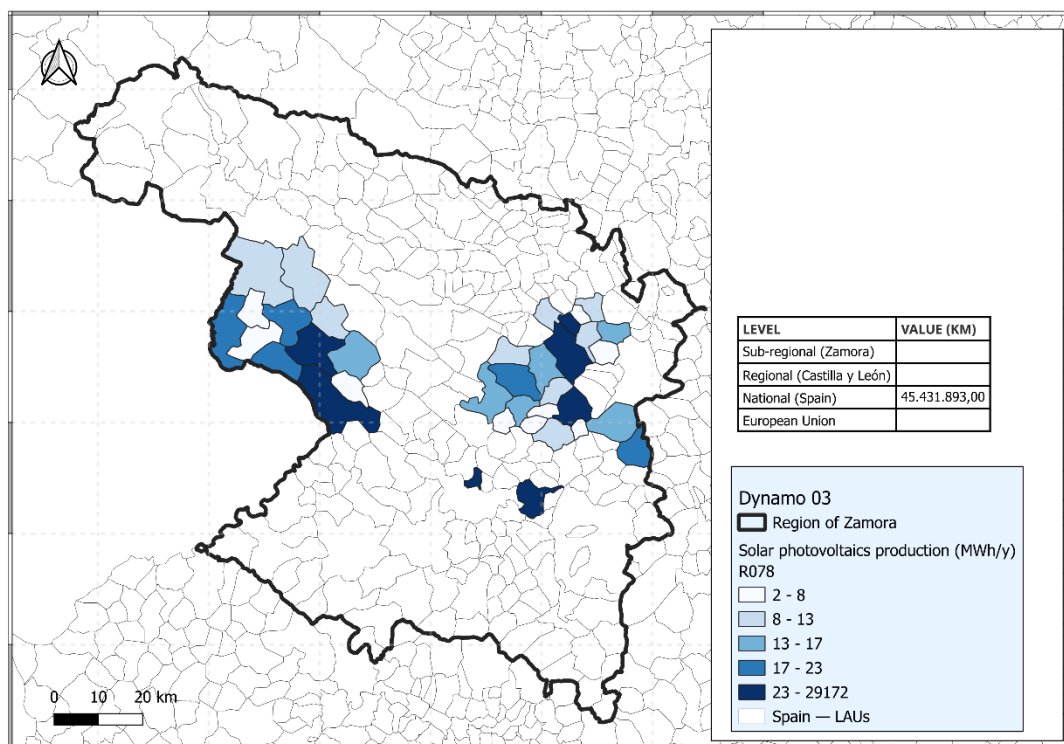 LEVEL VALUE (KM)
Sub-regional (Zamora)
Regional (Castilla y León)
National (Spain) 45.431.893,00
European Union
Dynamo 03
Region of Zamora
Solar photovoltaics production (MWh/y)
R078
2 - 8
8 - 13
13 - 17
17 - 23
23 - 29172
Spain — LAUs
0 10 20 km